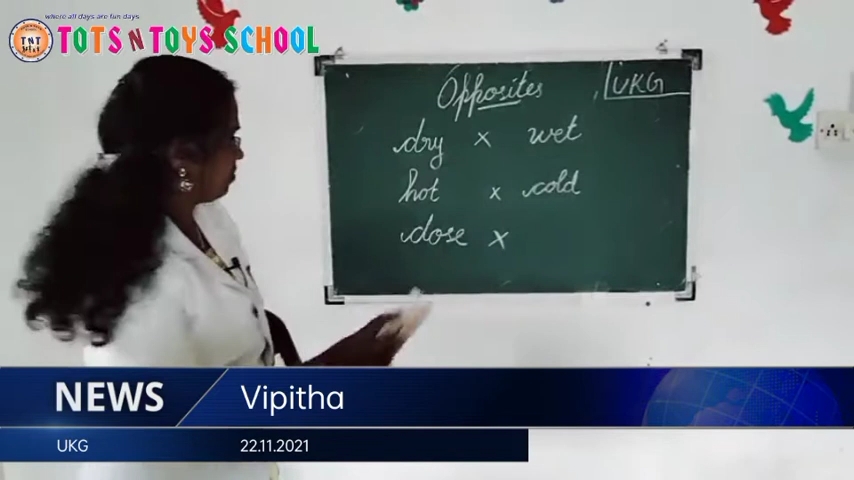 where all days are fun days
TNT
TOTS N TOYS SCHOOL
Opposites
UKG
dry x wet
hot x cold
close x
NEWS
Vipitha
UKG
22.11.2021